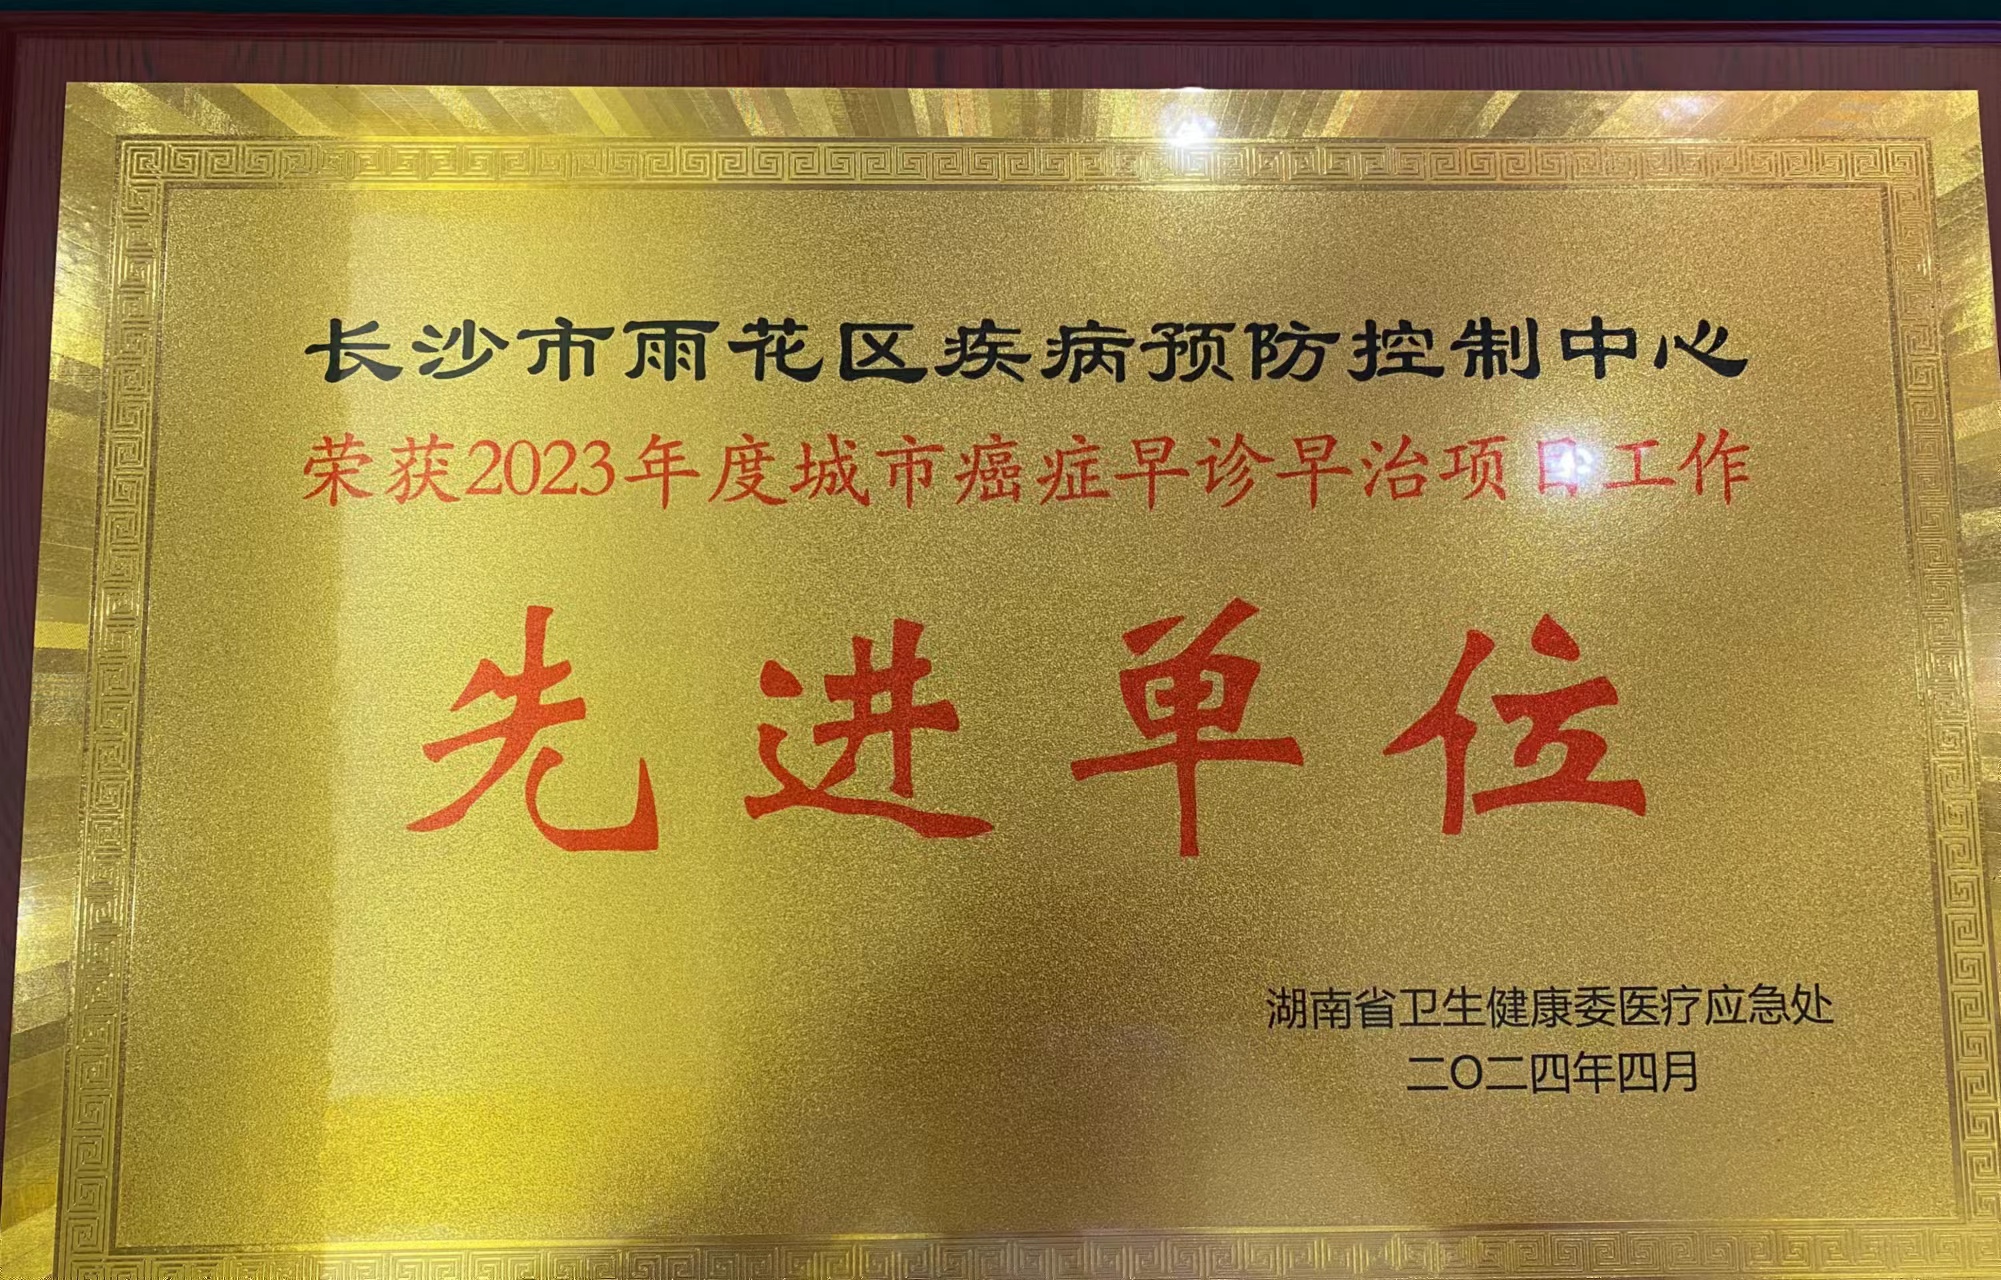 长沙市雨花区疾病预防控制中心
荣获2023年度城市癌症早诊早治项目工作
先进单位
湖南省卫生健康委医疗应急处
二〇二四年四月